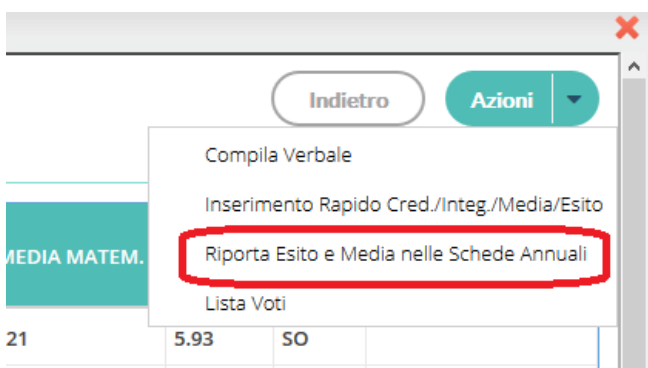 Indietro
Azioni
Compila Verbale
Inserimento Rapido Cred./Integ./Media/Esito
MEDIA MATEM.
Riporta Esito e Media nelle Schede Annuali
Lista Voti
21 5.93 SO